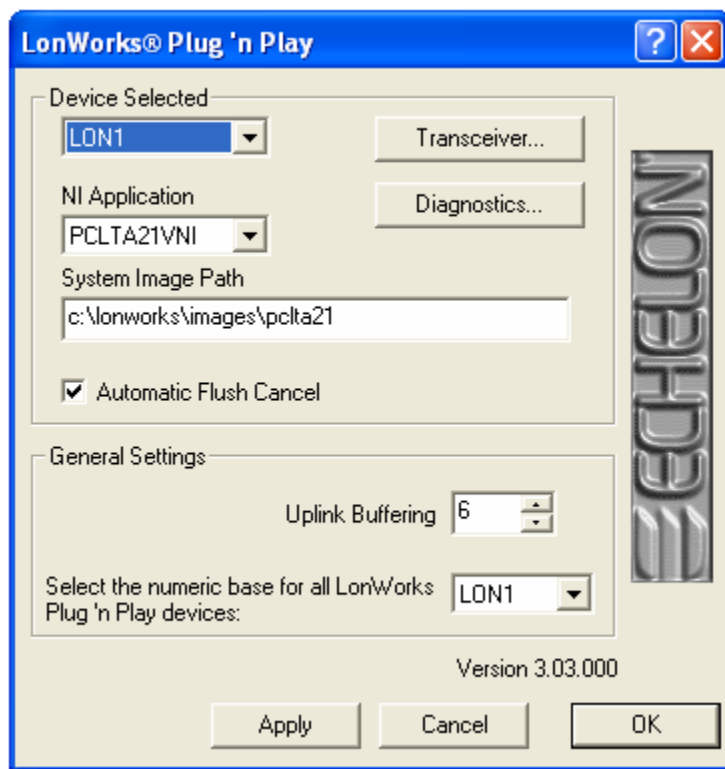 LonWorks® Plug 'n Play
Device Selected
LON1
Transceiver...
NI Application
Diagnostics...
PCLTA21VNI
System Image Path
c:\lonworks\images\pclta21
Automatic Flush Cancel
General Settings
Uplink Buffering
6
Select the numeric base for all LonWorks
Plug 'n Play devices:
LON1
Version 3.03.000
Apply
Cancel
OK
ECHELON